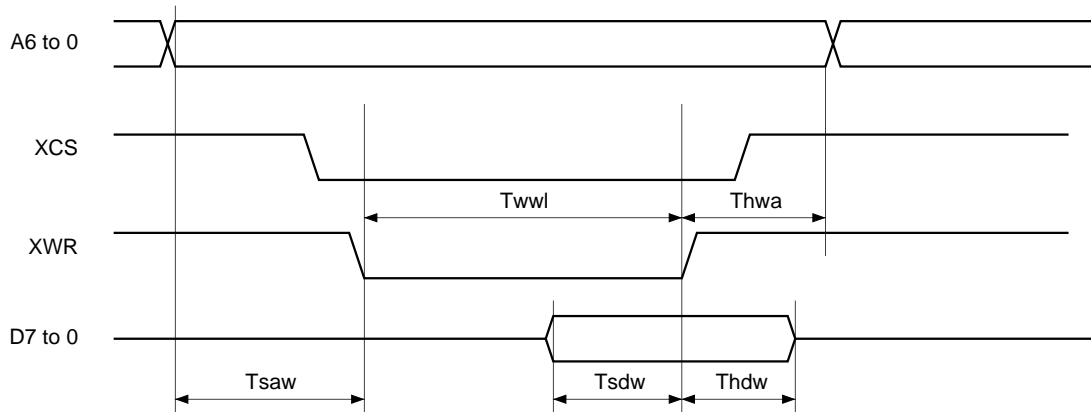 A6 to 0
XCS
Twwl
Thwa
XWR
D7 to 0
Tsaw
Tsdw
Thdw